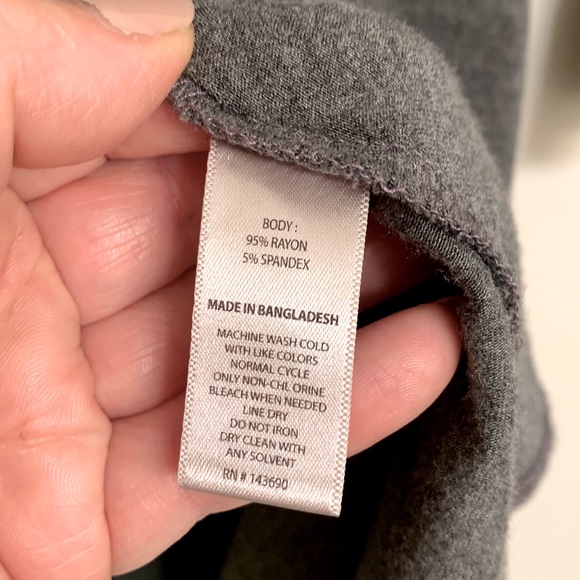 BODY :
95% RAYON
5% SPANDEX
MADE IN BANGLADESH
MACHINE WASH COLD
WITH LIKE COLORS
NORMAL CYCLE
ONLY NON-CHL ORINE
BLEACH WHEN NEEDED
LINE DRY
DO NOT IRON
DRY CLEAN WITH
ANY SOLVENT
RN # 143690